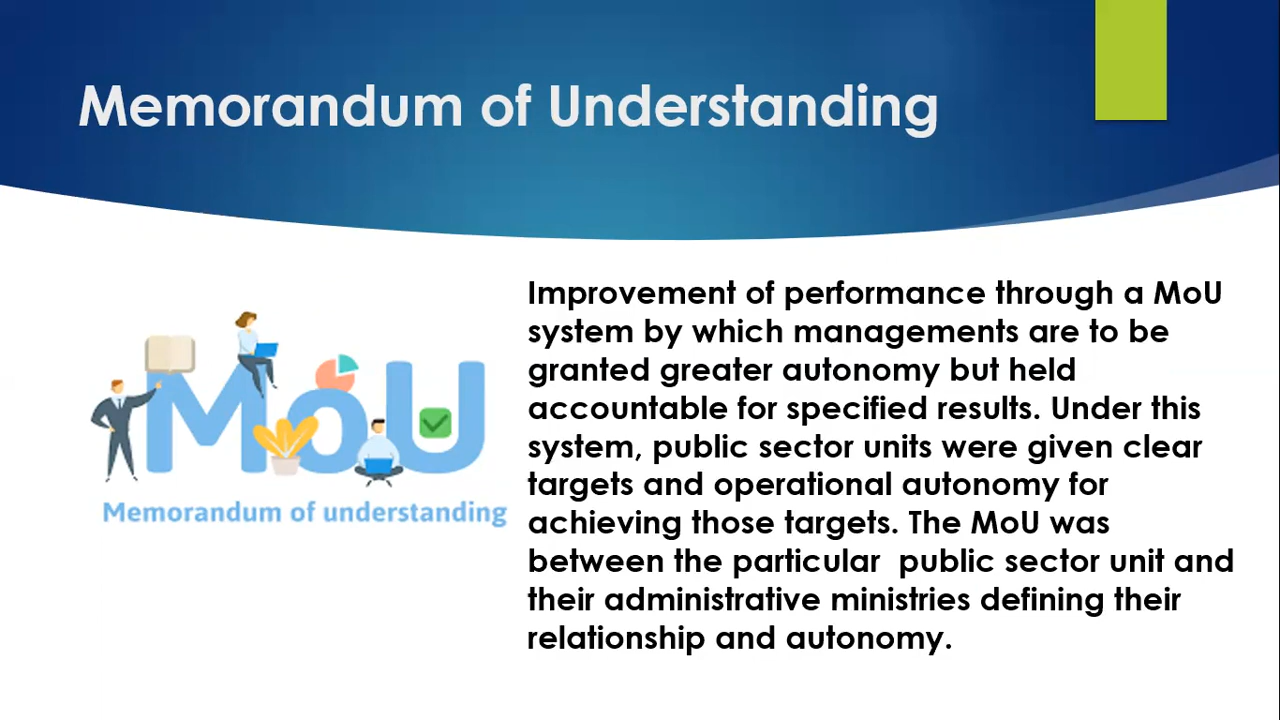 Memorandum of Understanding
MoU
Memorandum of understanding
Improvement of performance through a MoU
system by which managements are to be
granted greater autonomy but held
accountable for specified results. Under this
system, public sector units were given clear
targets and operational autonomy for
achieving those targets. The MoU was
between the particular  public sector unit and
their administrative ministries defining their
relationship and autonomy.